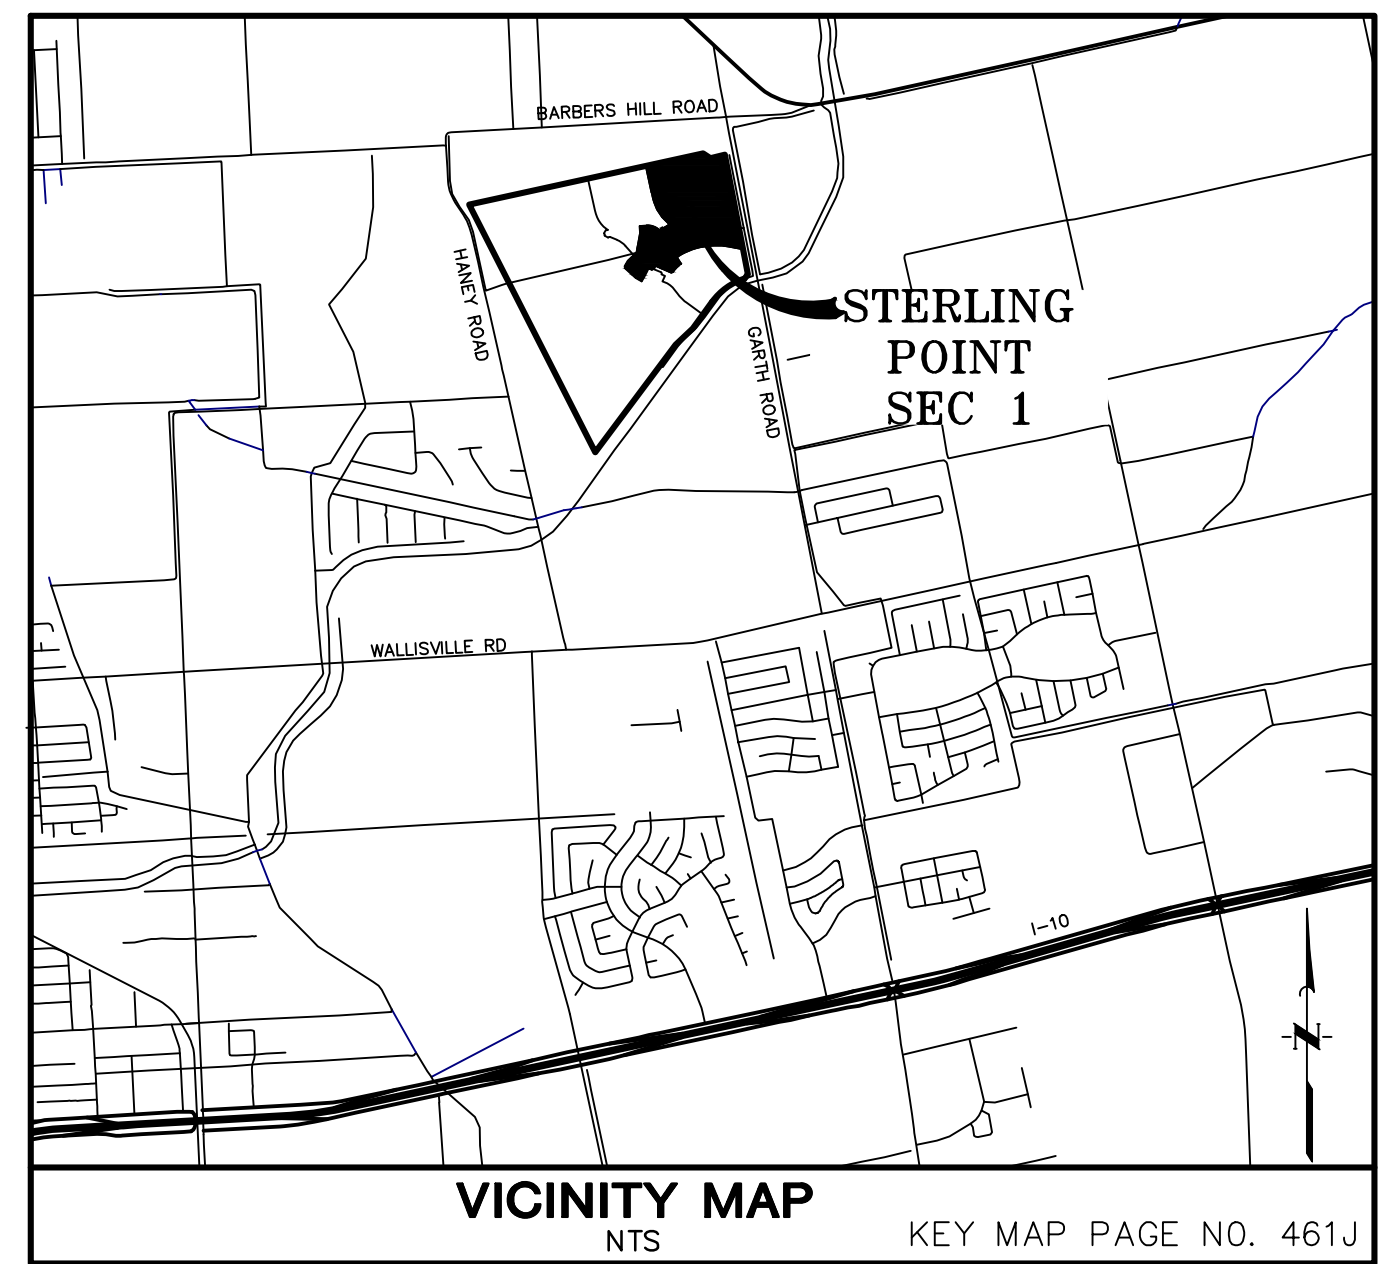 BARBERS HILL ROAD
HANEY ROAD
STERLING
POINT
SEC 1
GARTH ROAD
WALLISVILLE RD
I-10
N
VICINITY MAP
NTS
KEY MAP PAGE NO. 461J